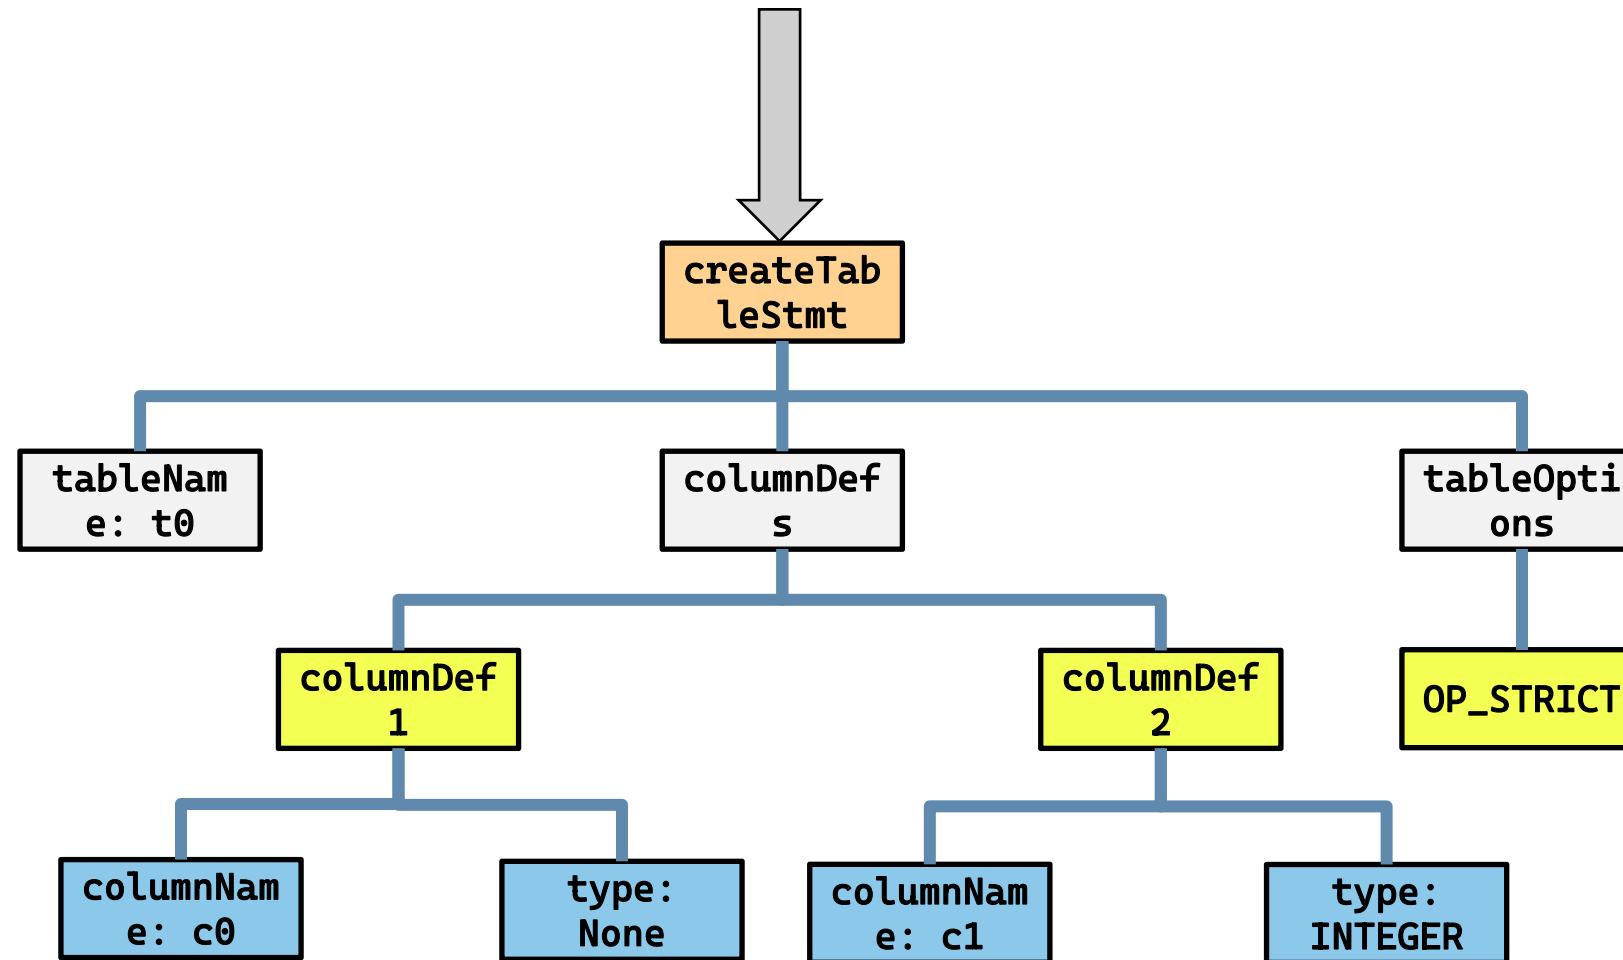 createTab
leStmt
tableNam
e: t0
columnDef
s
tableOpti
ons
columnDef
1
columnDef
2
OP_STRICT
columnNam
e: c0
type:
None
columnNam
e: c1
type:
INTEGER